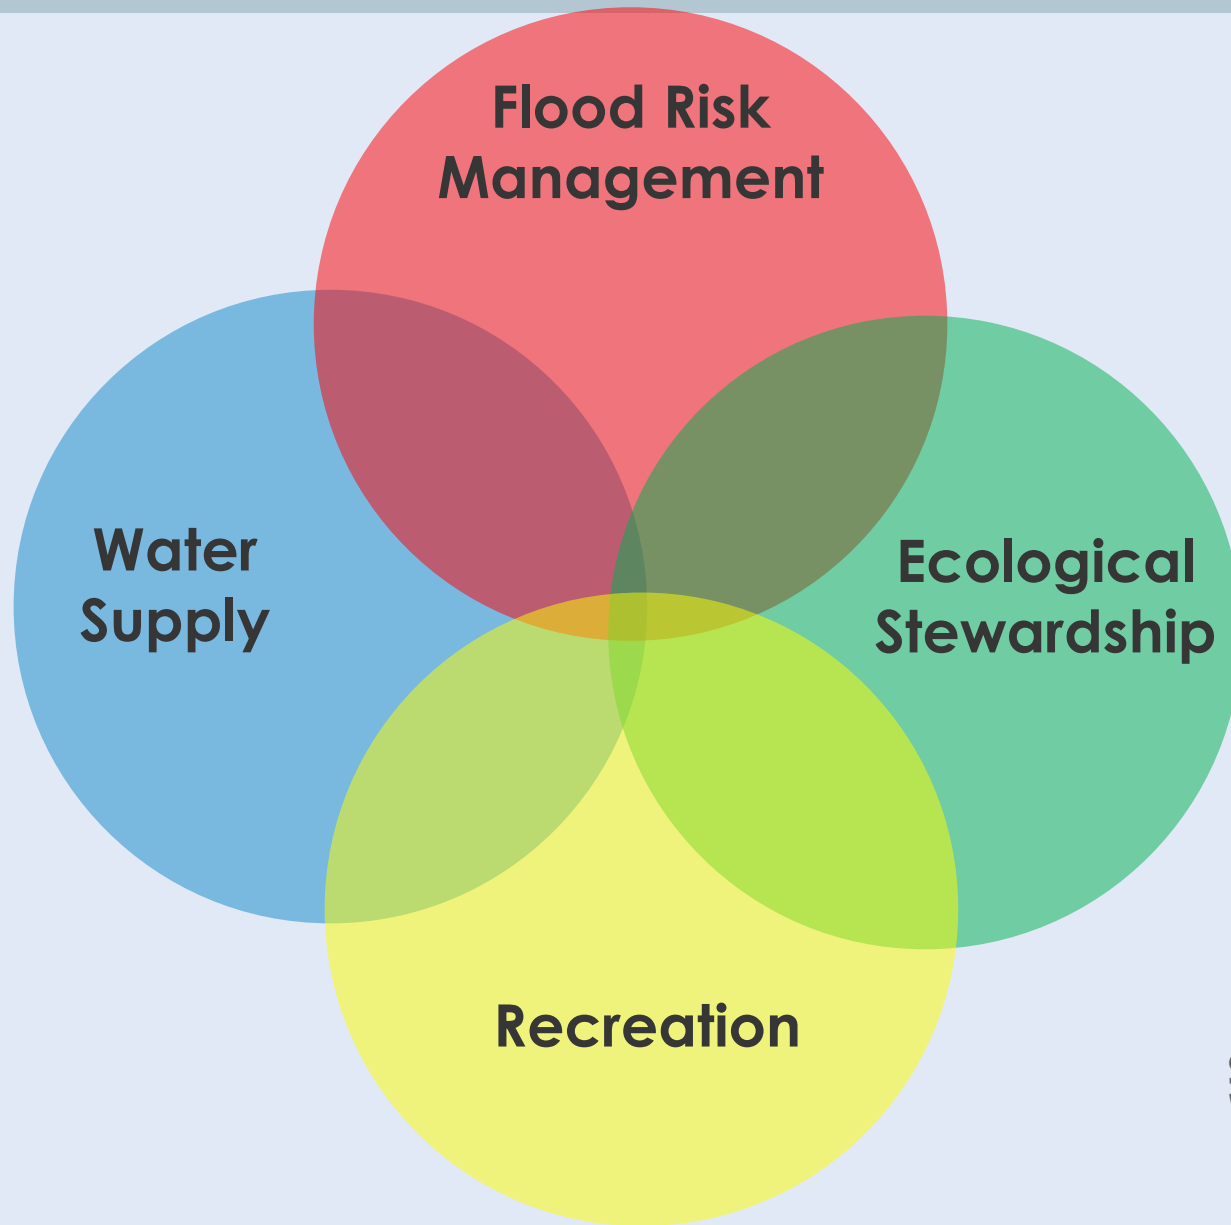 Flood Risk
Management
Water
Supply
Ecological
Stewardship
Recreation